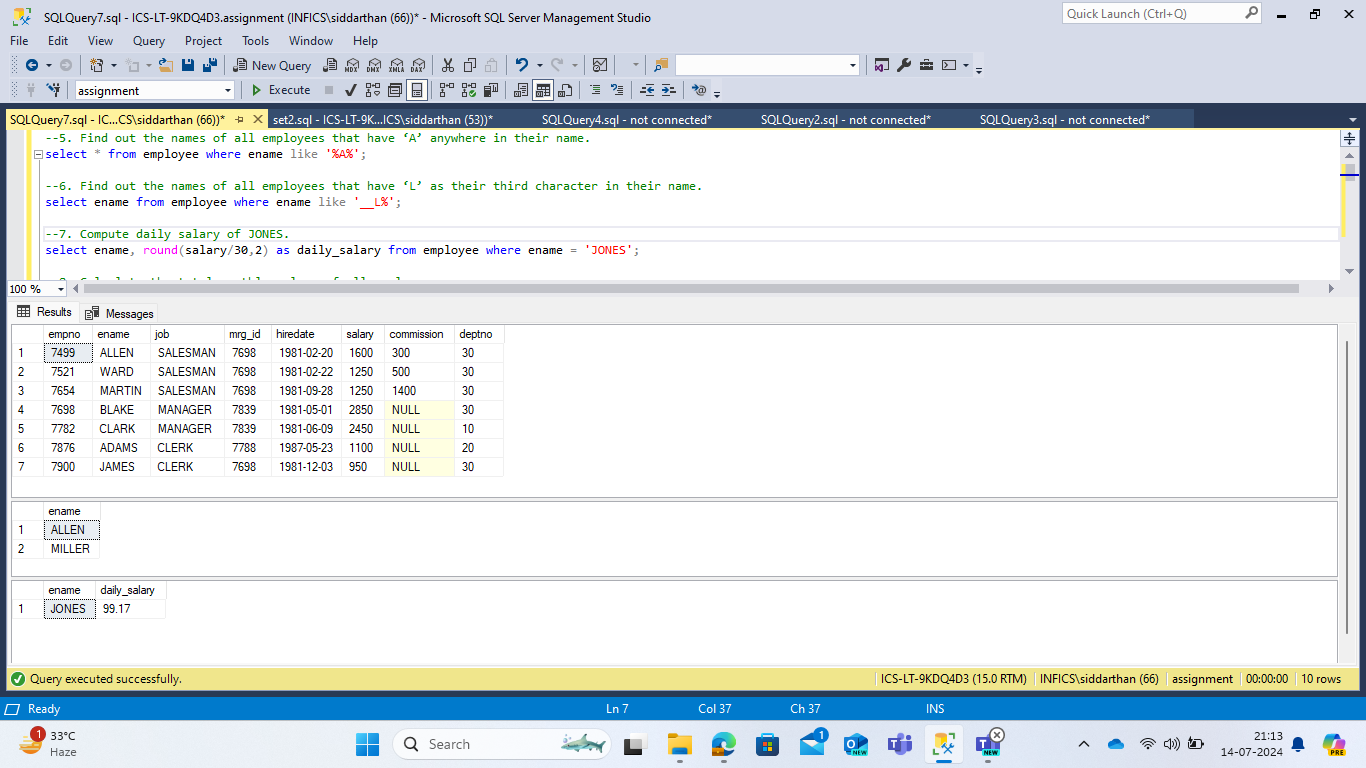 SQLQuery7.sql - ICS-LT-9KDQ4D3.assignment (INFICS\siddarthan (66))* - Microsoft SQL Server Management Studio
Quick Launch (Ctrl+Q)
File Edit View Query Project Tools Window Help
New Query MDX DMX XMLA DAX
assignment Execute
SQLQuery7.sql - IC...CS\siddarthan (66))* set2.sql - ICS-LT-9K...ICS\siddarthan (53))* SQLQuery4.sql - not connected* SQLQuery2.sql - not connected* SQLQuery3.sql - not connected*
--5. Find out the names of all employees that have ‘A’ anywhere in their name.
select * from employee where ename like '%A%';
--6. Find out the names of all employees that have ‘L’ as their third character in their name.
select ename from employee where ename like '__L%';
--7. Compute daily salary of JONES.
select ename, round(salary/30,2) as daily_salary from employee where ename = 'JONES';
100 %
Results Messages
empno ename job mrg_id hiredate salary commission deptno
1 7499 ALLEN SALESMAN 7698 1981-02-20 1600 300 30
2 7521 WARD SALESMAN 7698 1981-02-22 1250 500 30
3 7654 MARTIN SALESMAN 7698 1981-09-28 1250 1400 30
4 7698 BLAKE MANAGER 7839 1981-05-01 2850 NULL 30
5 7782 CLARK MANAGER 7839 1981-06-09 2450 NULL 10
6 7876 ADAMS CLERK 7788 1987-05-23 1100 NULL 20
7 7900 JAMES CLERK 7698 1981-12-03 950 NULL 30
ename
1 ALLEN
2 MILLER
ename daily_salary
1 JONES 99.17
Query executed successfully. ICS-LT-9KDQ4D3 (15.0 RTM) INFICS\siddarthan (66) assignment 00:00:00 10 rows
Ready Ln 7 Col 37 Ch 37 INS
1 33°C
Haze
Search
1
NEW
NEW
21:13
14-07-2024
PRE